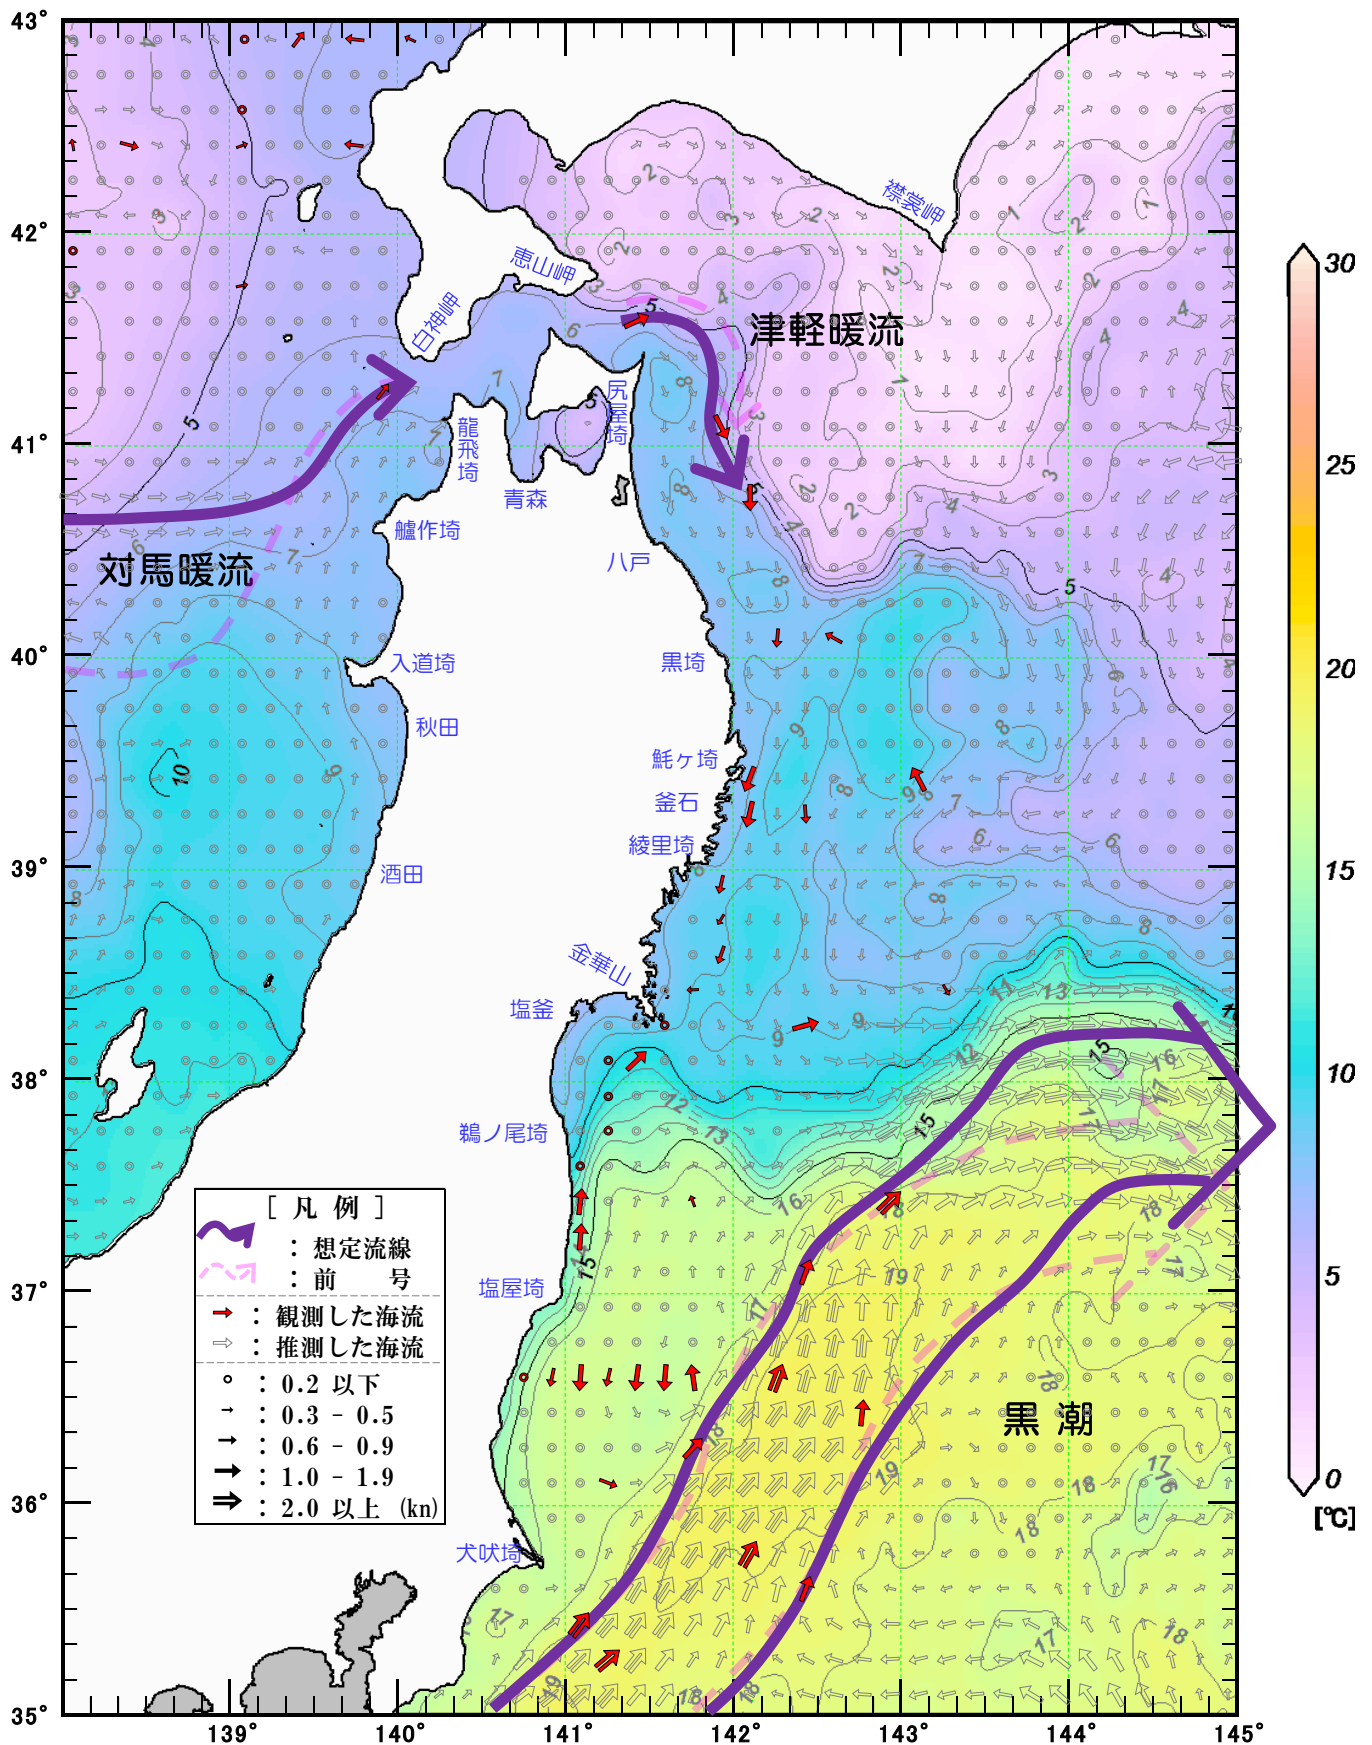 43°
42°
41°
40°
39°
38°
37°
36°
35°
139°
140°
141°
142°
143°
144°
145°
襟裳岬
恵山岬
白神岬
津軽暖流
尻屋埼
龍飛埼
青森
艫作埼
八戸
対馬暖流
入道埼
黒埼
秋田
魹ヶ埼
釜石
綾里埼
酒田
金華山
塩釜
鵜ノ尾埼
塩屋埼
黒潮
犬吠埼
[ 凡 例 ]
： 想定流線
： 前 号
： 観測した海流
： 推測した海流
： 0.2 以下
： 0.3 - 0.5
： 0.6 - 0.9
： 1.0 - 1.9
： 2.0 以上 (kn)
30
25
20
15
10
5
0
[℃]